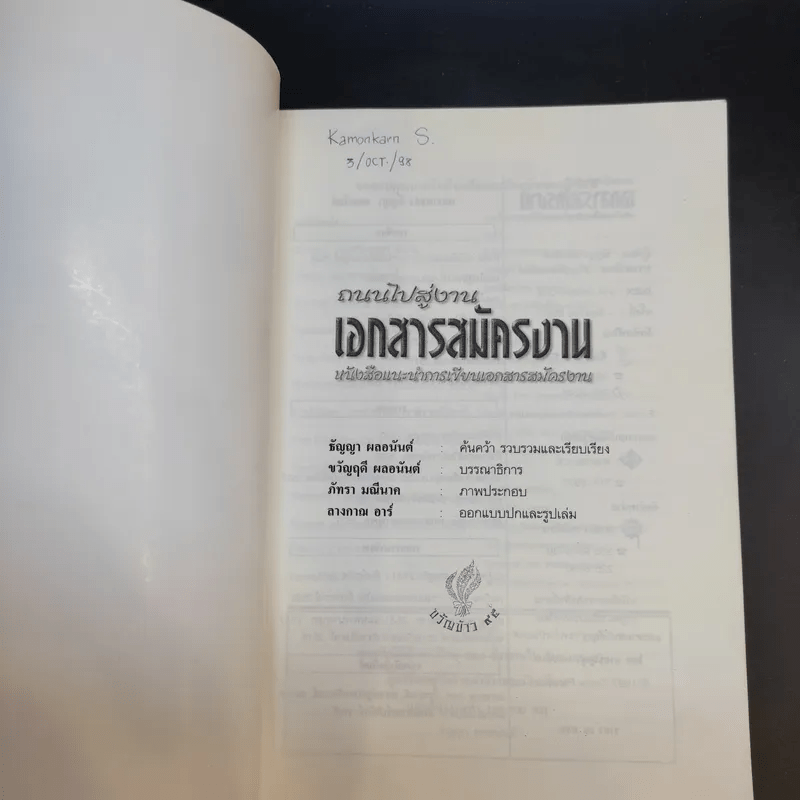 Kamonkarn S.
3/OCT./98
ถนนไปสู่งาน
เอกสารสมัครงาน
หนังสือแนะนำการเขียนเอกสารสมัครงาน
ธัญญา ผลอนันต์ : ค้นคว้า รวบรวมและเรียบเรียง
ขวัญฤดี ผลอนันต์ : บรรณาธิการ
ภัทรา มณีนาค : ภาพประกอบ
ลางกาณ อาร์ : ออกแบบปกและรูปเล่ม
ขวัญข้าว ๙๕